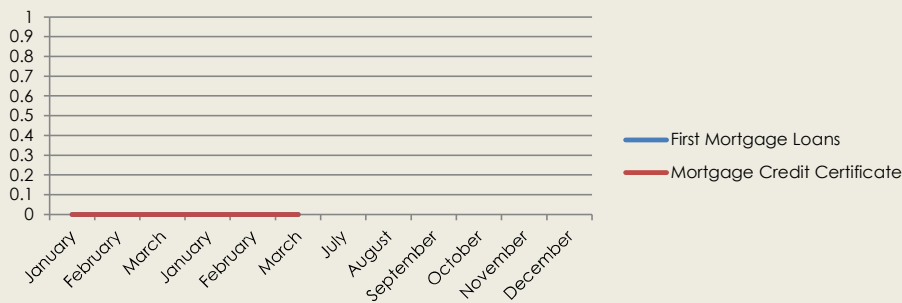 1
0.9
0.8
0.7
0.6
0.5
0.4
0.3
0.2
0.1
0
January
February
March
January
February
March
July
August
September
October
November
December
First Mortgage Loans
Mortgage Credit Certificate